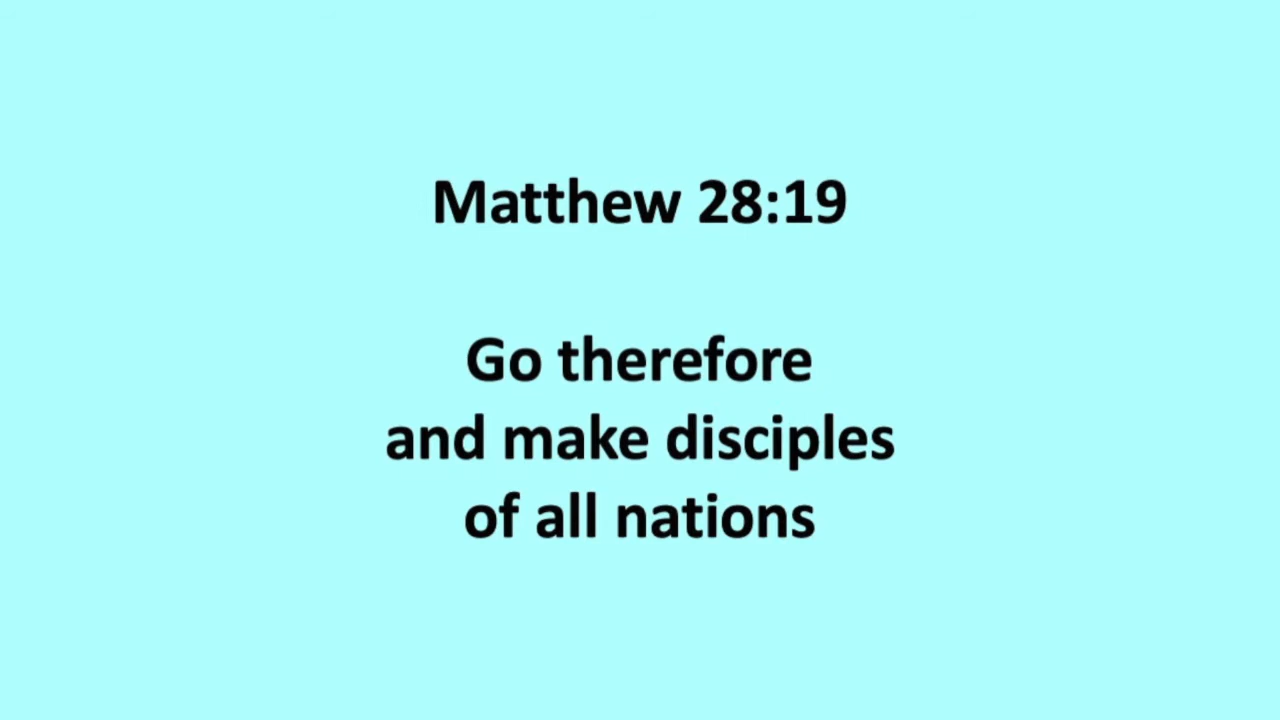 Matthew 28:19
Go therefore
and make disciples
of all nations